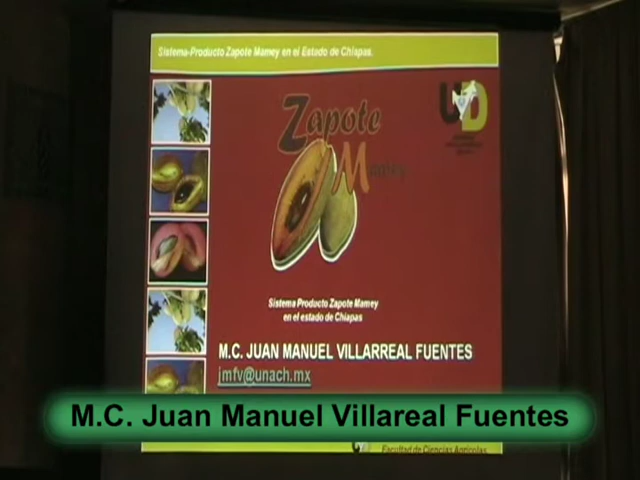 Sistema-Producto Zapote Mamey en el Estado de Chiapas.
Zapote
Mamey
UVD
Sistema Producto Zapote Mamey
en el estado de Chiapas
M.C. JUAN MANUEL VILLARREAL FUENTES
jmfv@unach.mx
M.C. Juan Manuel Villareal Fuentes
Facultad de Ciencias Agrícolas